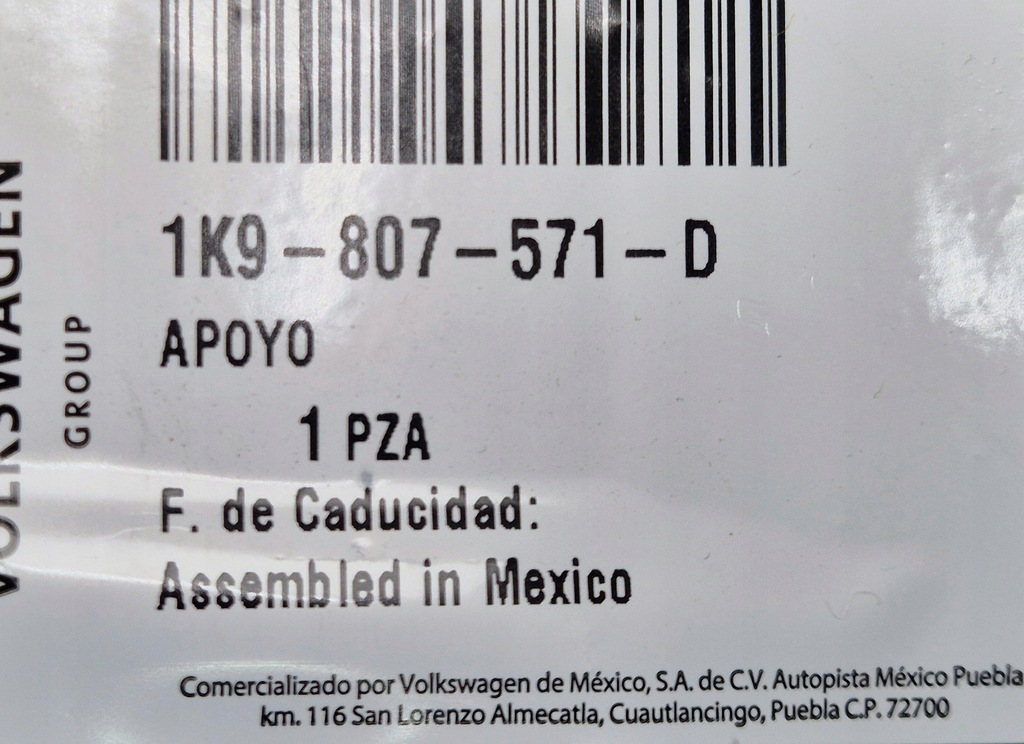 1K9-807-571-D
APOYO
1 PZA
F. de Caducidad:
Assembled in Mexico
Comercializado por Volkswagen de México, S.A. de C.V. Autopista México Puebla
km. 116 San Lorenzo Almecatla, Cuautlancingo, Puebla C.P. 72700
VOLKSWAGEN
GROUP